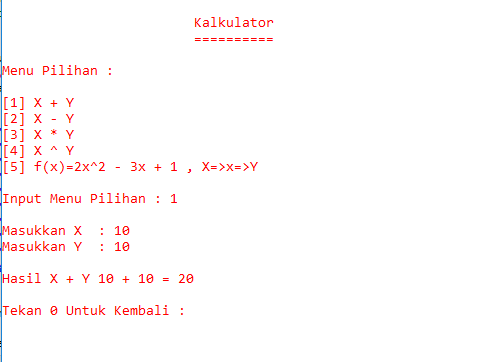 Kalkulator
==========
Menu Pilihan :
[1] X + Y
[2] X - Y
[3] X * Y
[4] X ^ Y
[5] f(x)=2x^2 - 3x + 1 , X=>x=>Y
Input Menu Pilihan : 1
Masukkan X  : 10
Masukkan Y  : 10
Hasil X + Y 10 + 10 = 20
Tekan 0 Untuk Kembali :